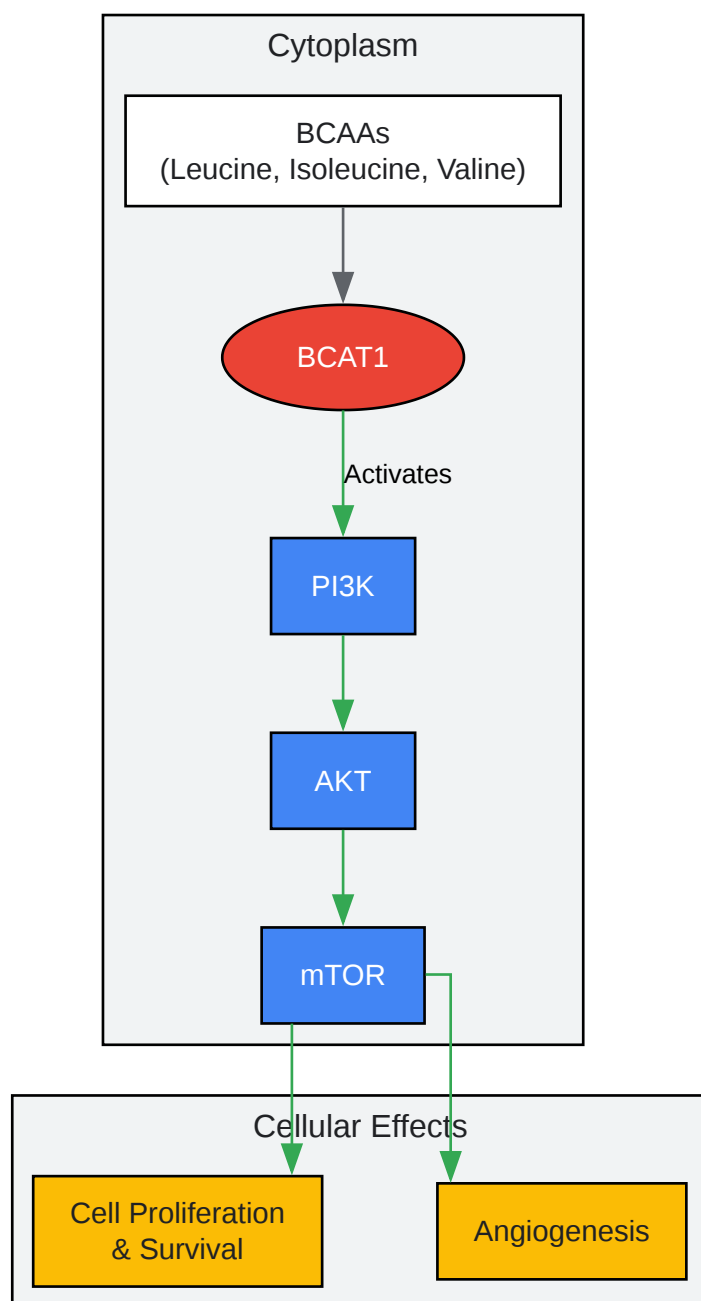 Cytoplasm
BCAAs
(Leucine, Isoleucine, Valine)
BCAT1
Activates
PI3K
AKT
mTOR
Cellular Effects
Cell Proliferation
& Survival
Angiogenesis